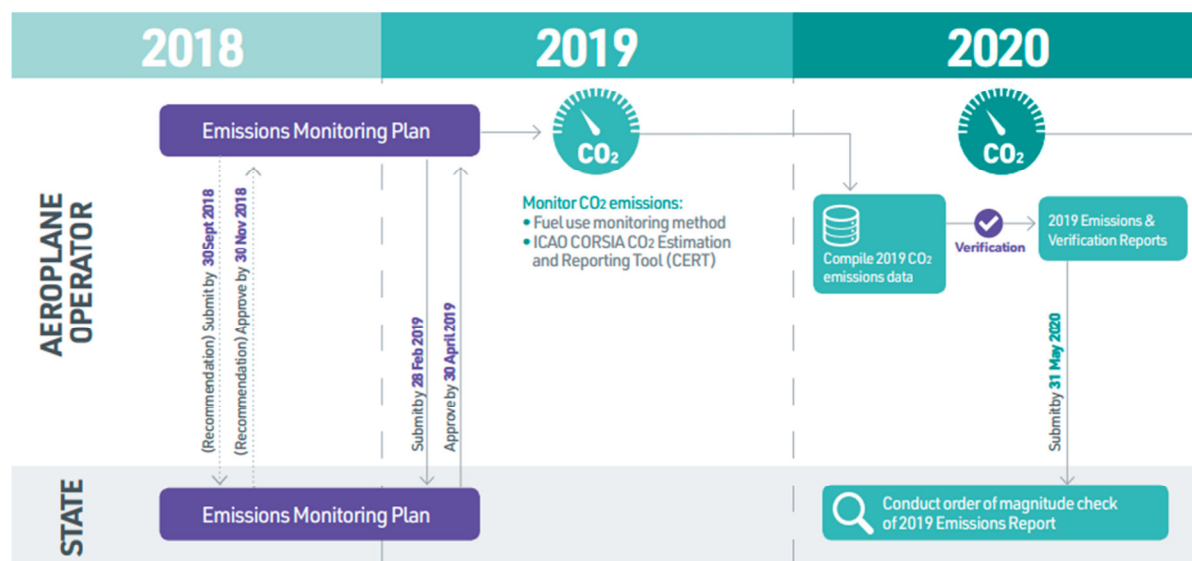 2018
2019
2020
AEROPLANE
OPERATOR
Emissions Monitoring Plan
(Recommendation) Submit by 30 Sept 2018
(Recommendation) Approve by 30 Nov 2018
Submit by 28 Feb 2019
Approve by 30 April 2019
CO2
Monitor CO2 emissions:
• Fuel use monitoring method
• ICAO CORSIA CO2 Estimation
and Reporting Tool (CERT)
CO2
Compile 2019 CO2
emissions data
Verification
2019 Emissions &
Verification Reports
Submit by 31 May 2020
STATE
Emissions Monitoring Plan
Conduct order of magnitude check
of 2019 Emissions Report